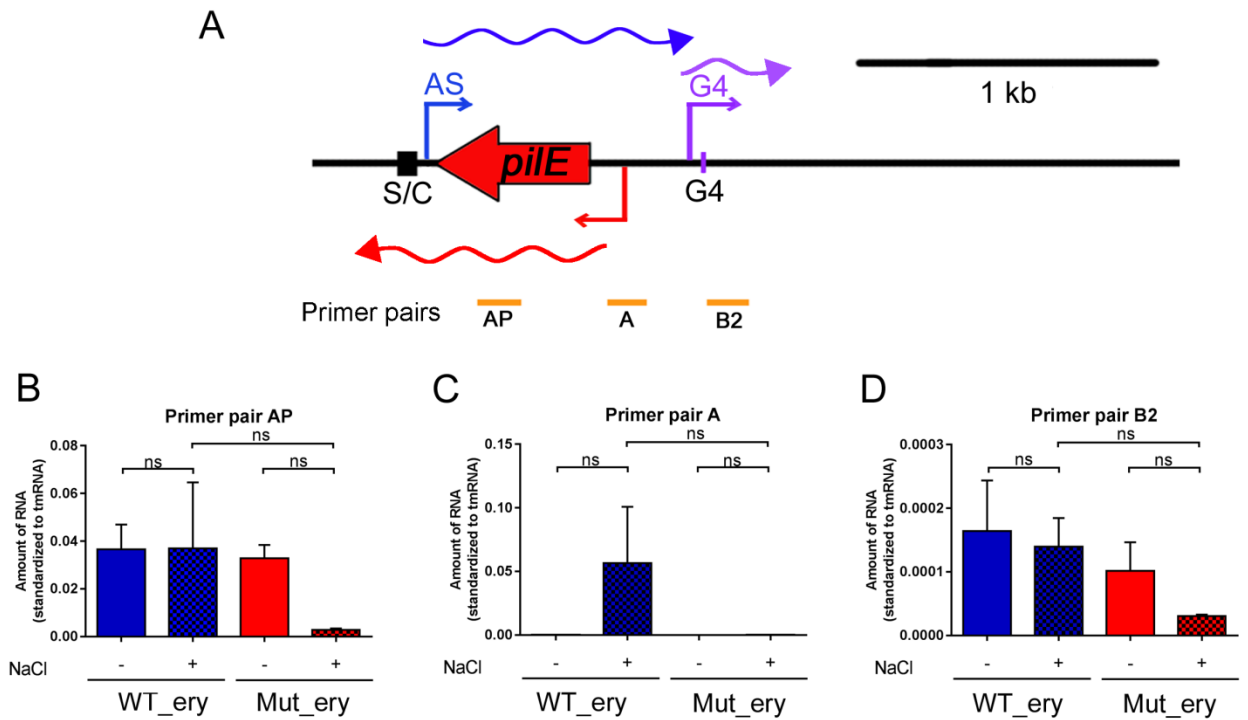 A
AS
G4
1 kb
pilE
S/C
G4
Primer pairs
AP
A
B2
B
Primer pair AP
Amount of RNA
(standardized to tmRNA)
0.08
0.06
0.04
0.02
0.00
ns
ns
ns
NaCl
-
+
-
+
WT_ery
Mut_ery
C
Primer pair A
Amount of RNA
(standardized to tmRNA)
0.15
0.10
0.05
0.00
ns
ns
ns
NaCl
-
+
-
+
WT_ery
Mut_ery
D
Primer pair B2
Amount of RNA
(standardized to tmRNA)
0.0003
0.0002
0.0001
0.0000
ns
ns
ns
NaCl
-
+
-
+
WT_ery
Mut_ery